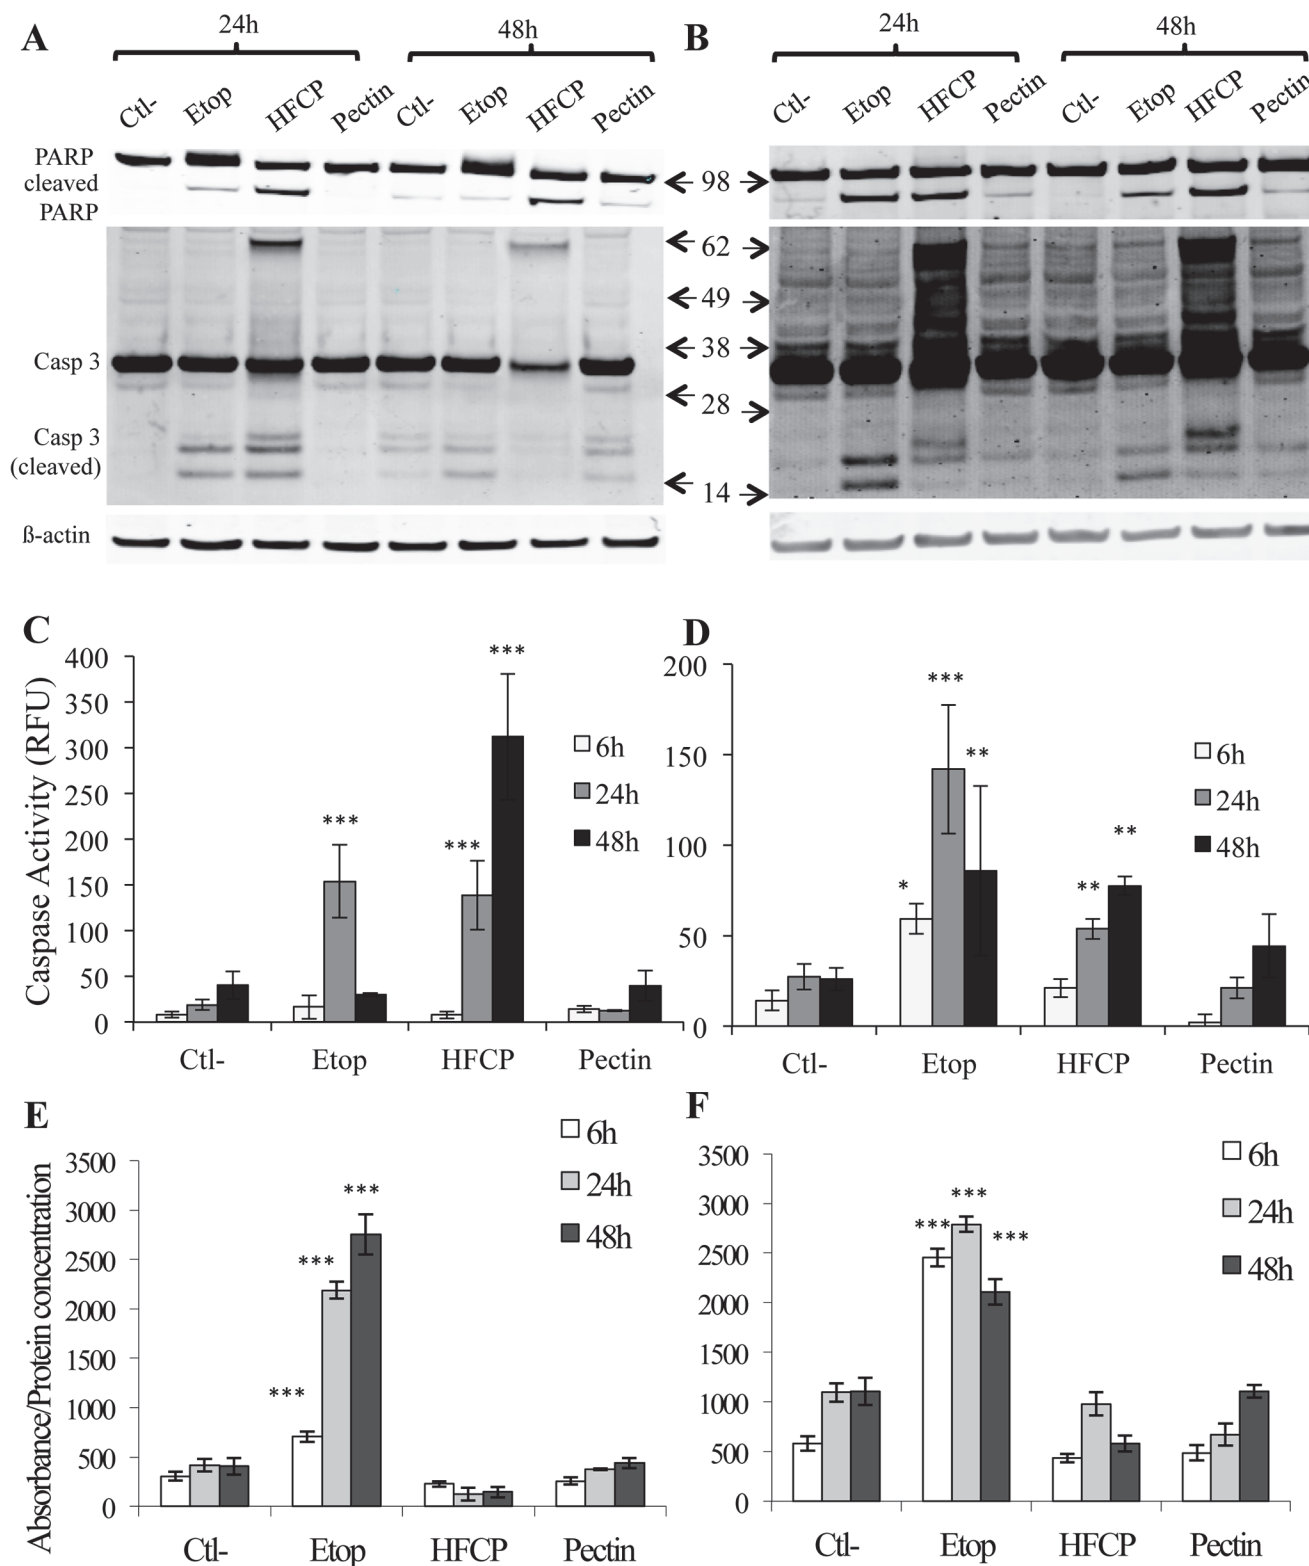 A
24h
48h
Ctl-
Etop
HFCP
Pectin
Ctl-
Etop
HFCP
Pectin
PARP
cleaved
PARP
Casp 3
Casp 3
(cleaved)
ß-actin
98
62
49
38
28
14
B
24h
48h
Ctl-
Etop
HFCP
Pectin
Ctl-
Etop
HFCP
Pectin
C
Caspase Activity (RFU)
400
350
300
250
200
150
100
50
0
***
***
***
6h
24h
48h
Ctl-
Etop
HFCP
Pectin
D
200
150
100
50
0
*
***
**
**
**
6h
24h
48h
Ctl-
Etop
HFCP
Pectin
E
Absorbance/Protein concentration
3500
3000
2500
2000
1500
1000
500
0
***
***
***
6h
24h
48h
Ctl-
Etop
HFCP
Pectin
F
3500
3000
2500
2000
1500
1000
500
0
***
***
***
6h
24h
48h
Ctl-
Etop
HFCP
Pectin